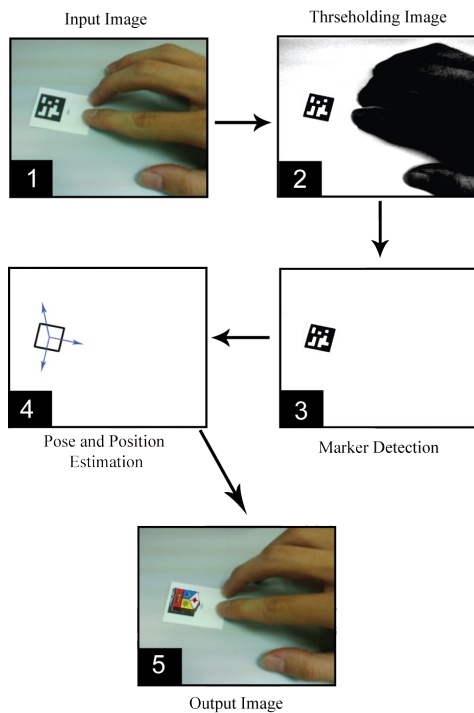 Input Image
Thrseholding Image
1
2
4
3
Pose and Position
Estimation
Marker Detection
5
Output Image